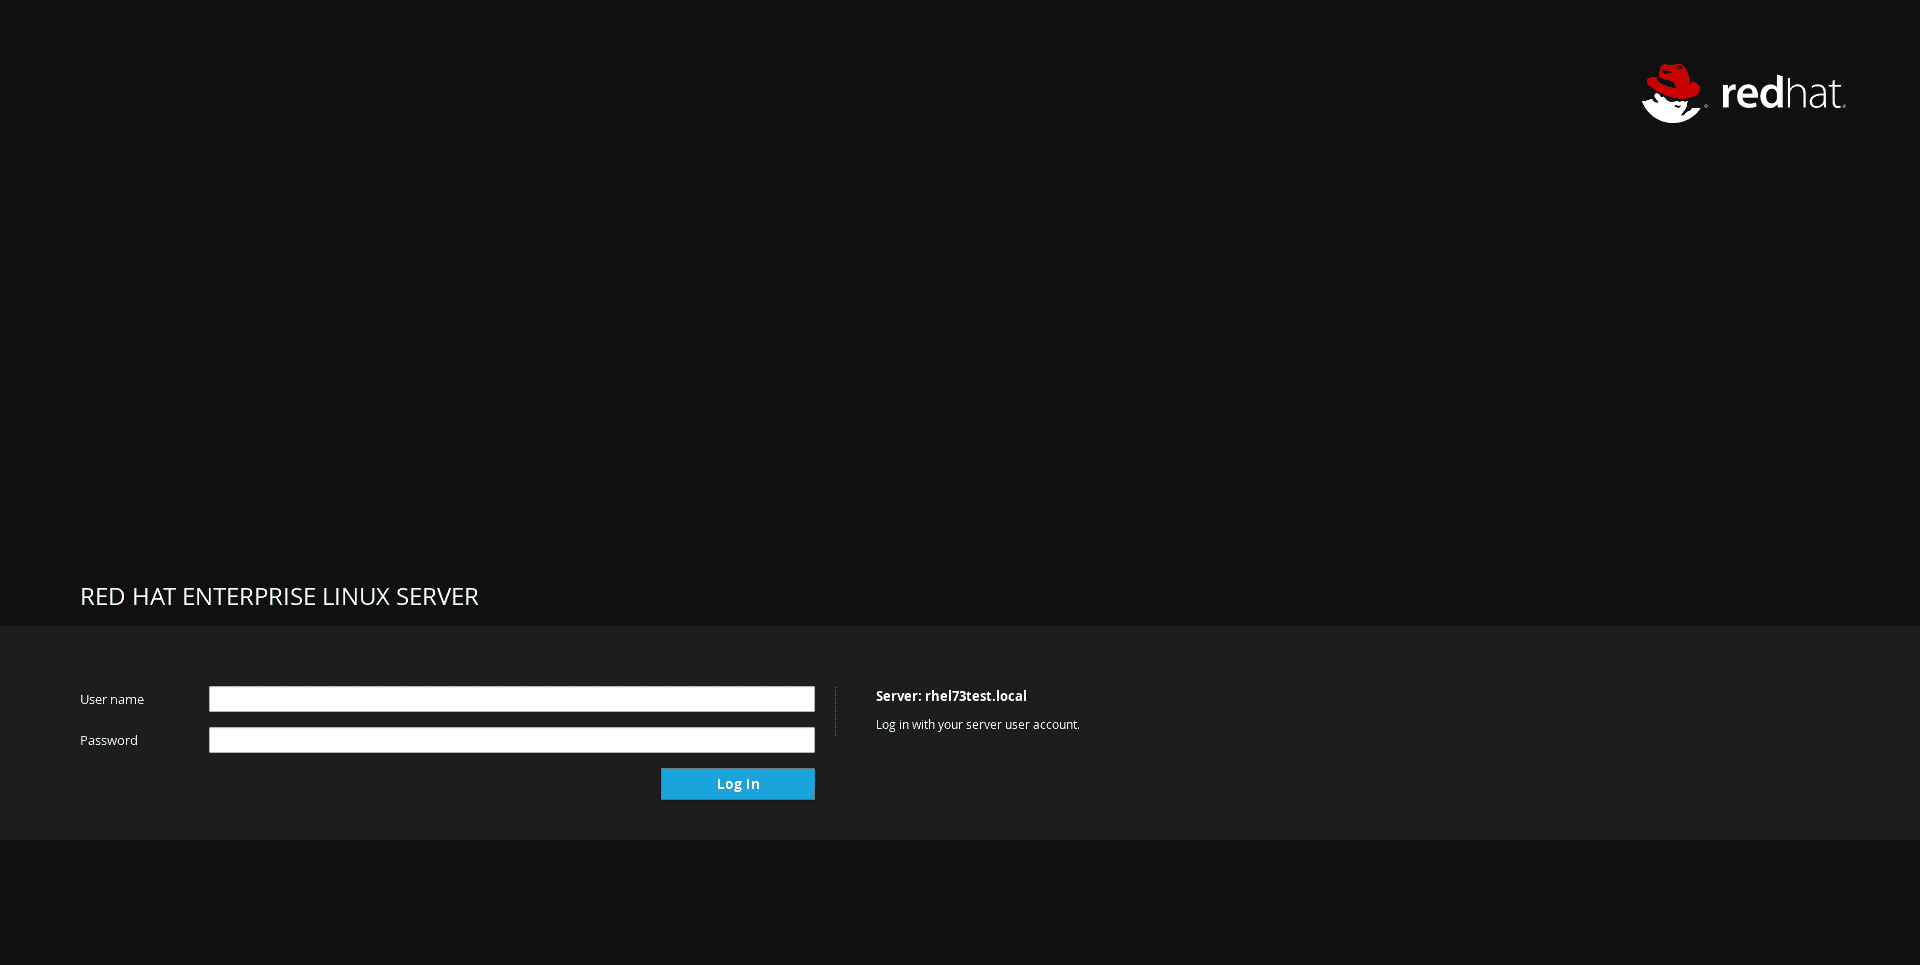 redhat.
RED HAT ENTERPRISE LINUX SERVER
User name
Server: rhel73test.local
Log in with your server user account.
Password
Log In